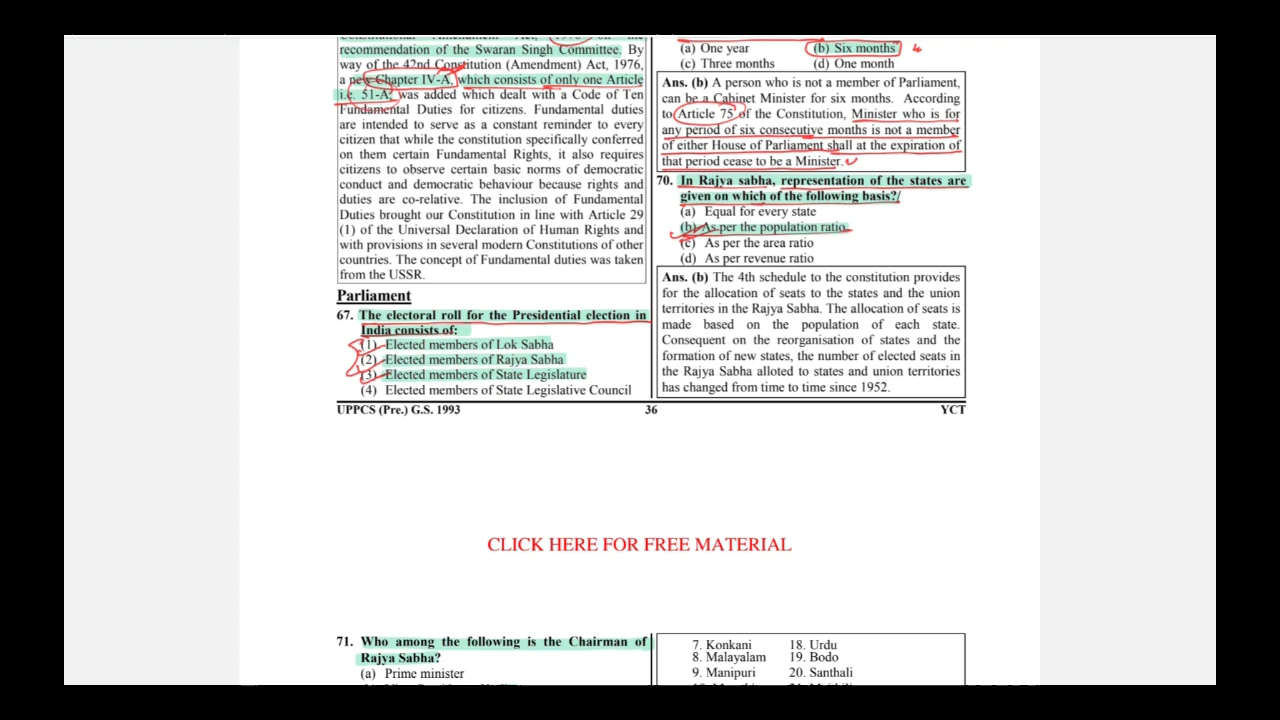 Constitutional Amendment Act, 1976 on the
recommendation of the Swaran Singh Committee. By
way of the 42nd Constitution (Amendment) Act, 1976,
a new Chapter IV-A, which consists of only one Article
i.e. 51-A, was added which dealt with a Code of Ten
Fundamental Duties for citizens. Fundamental duties
are intended to serve as a constant reminder to every
citizen that while the constitution specifically conferred
on them certain Fundamental Rights, it also requires
citizens to observe certain basic norms of democratic
conduct and democratic behaviour because rights and
duties are co-relative. The inclusion of Fundamental
Duties brought our Constitution in line with Article 29
(1) of the Universal Declaration of Human Rights and
with provisions in several modern Constitutions of other
countries. The concept of Fundamental duties was taken
from the USSR.
Parliament
67. The electoral roll for the Presidential election in
India consists of:
(1) Elected members of Lok Sabha
(2) Elected members of Rajya Sabha
(3) Elected members of State Legislature
(4) Elected members of State Legislative Council
(a) One year (b) Six months
(c) Three months (d) One month
Ans. (b) A person who is not a member of Parliament,
can be a Cabinet Minister for six months. According
to Article 75 of the Constitution, Minister who is for
any period of six consecutive months is not a member
of either House of Parliament shall at the expiration of
that period cease to be a Minister.
70. In Rajya sabha, representation of the states are
given on which of the following basis?
(a) Equal for every state
(b) As per the population ratio
(c) As per the area ratio
(d) As per revenue ratio
Ans. (b) The 4th schedule to the constitution provides
for the allocation of seats to the states and the union
territories in the Rajya Sabha. The allocation of seats is
made based on the population of each state.
Consequent on the reorganisation of states and the
formation of new states, the number of elected seats in
the Rajya Sabha alloted to states and union territories
has changed from time to time since 1952.
UPPCS (Pre.) G.S. 1993 36 YCT
CLICK HERE FOR FREE MATERIAL
71. Who among the following is the Chairman of
Rajya Sabha?
(a) Prime minister
7. Konkani 18. Urdu
8. Malayalam 19. Bodo
9. Manipuri 20. Santhali